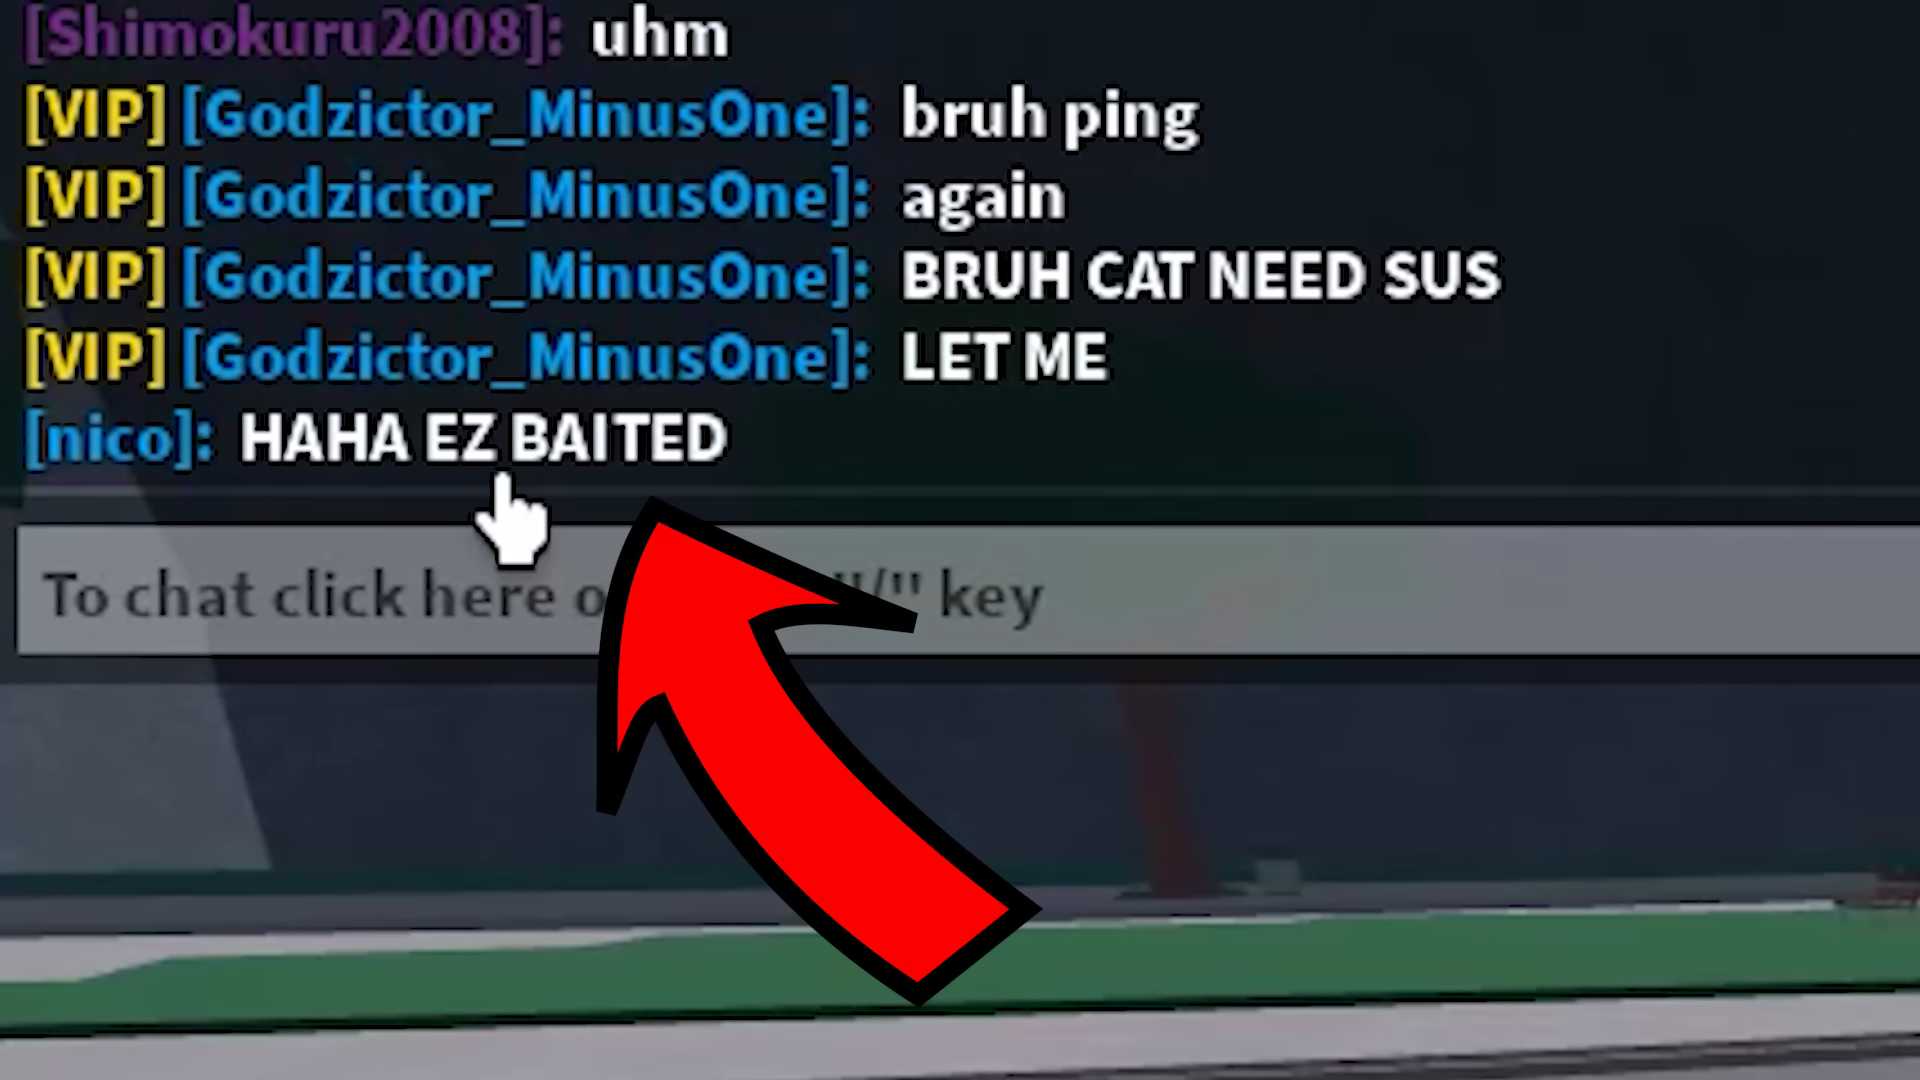 [Shimokuru2008]: uhm
[VIP] [Godzictor_MinusOne]: bruh ping
[VIP] [Godzictor_MinusOne]: again
[VIP] [Godzictor_MinusOne]: BRUH CAT NEED SUS
[VIP] [Godzictor_MinusOne]: LET ME
[nico]: HAHA EZ BAITED
To chat click here "/" key